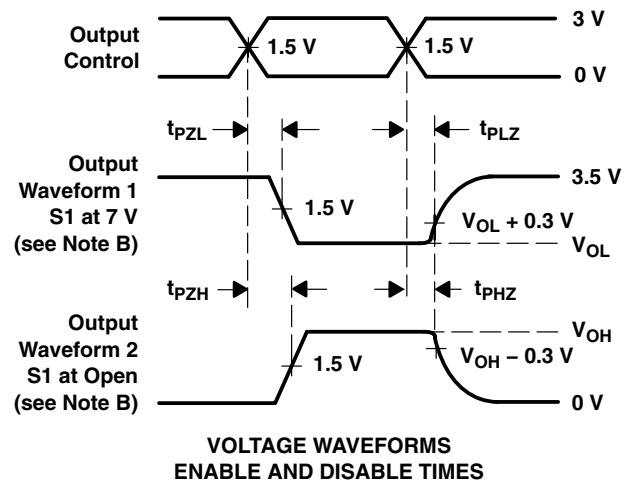 Output
Control
1.5 V
1.5 V
3 V
0 V
tPZL
tPLZ
Output
Waveform 1
S1 at 7 V
(see Note B)
1.5 V
3.5 V
VOL + 0.3 V
VOL
tPZH
tPHZ
Output
Waveform 2
S1 at Open
(see Note B)
1.5 V
VOH
VOH − 0.3 V
0 V
VOLTAGE WAVEFORMS
ENABLE AND DISABLE TIMES